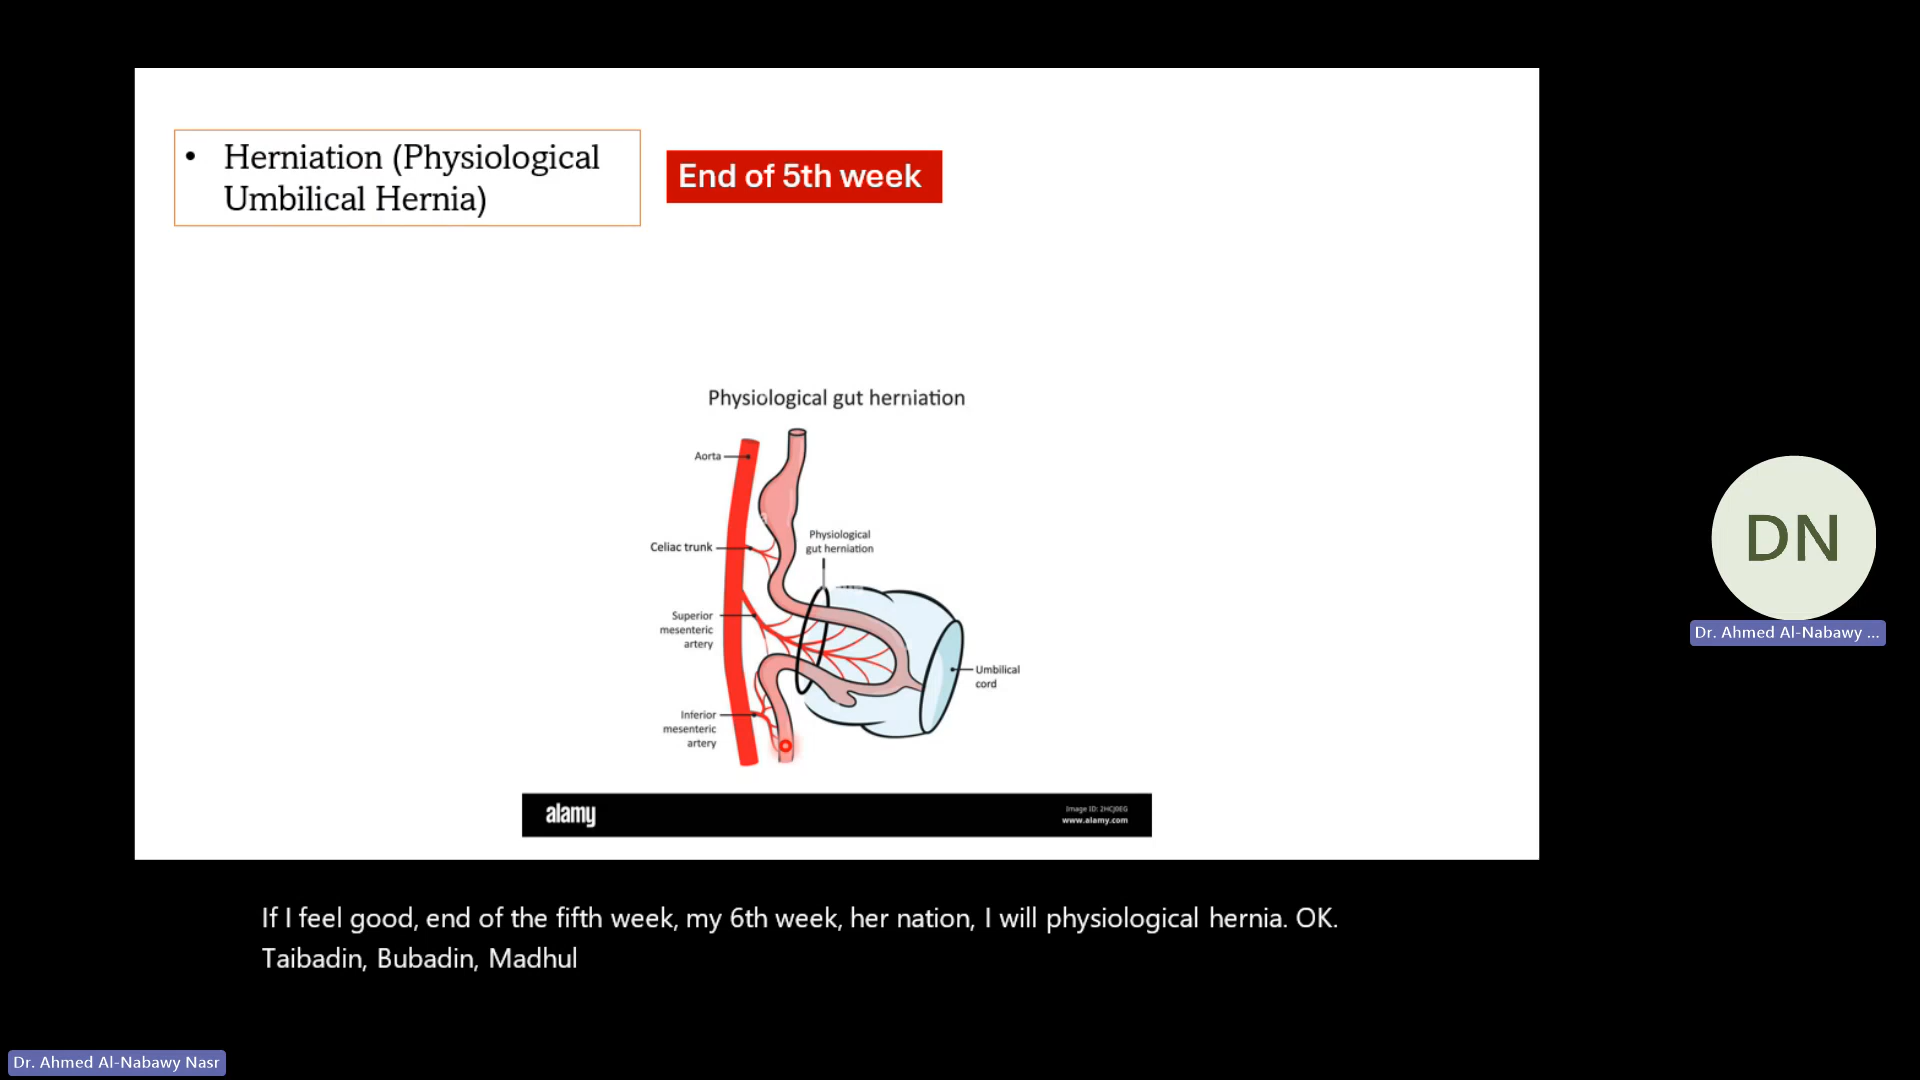 • Herniation (Physiological
Umbilical Hernia)
End of 5th week
Physiological gut herniation
Aorta
Celiac trunk
Physiological
gut herniation
Superior
mesenteric
artery
Umbilical
cord
Inferior
mesenteric
artery
alamy
Image ID: 2HCJ0EG
www.alamy.com
DN
Dr. Ahmed Al-Nabawy ...
If I feel good, end of the fifth week, my 6th week, her nation, I will physiological hernia. OK.
Taibadin, Bubadin, Madhul
Dr. Ahmed Al-Nabawy Nasr